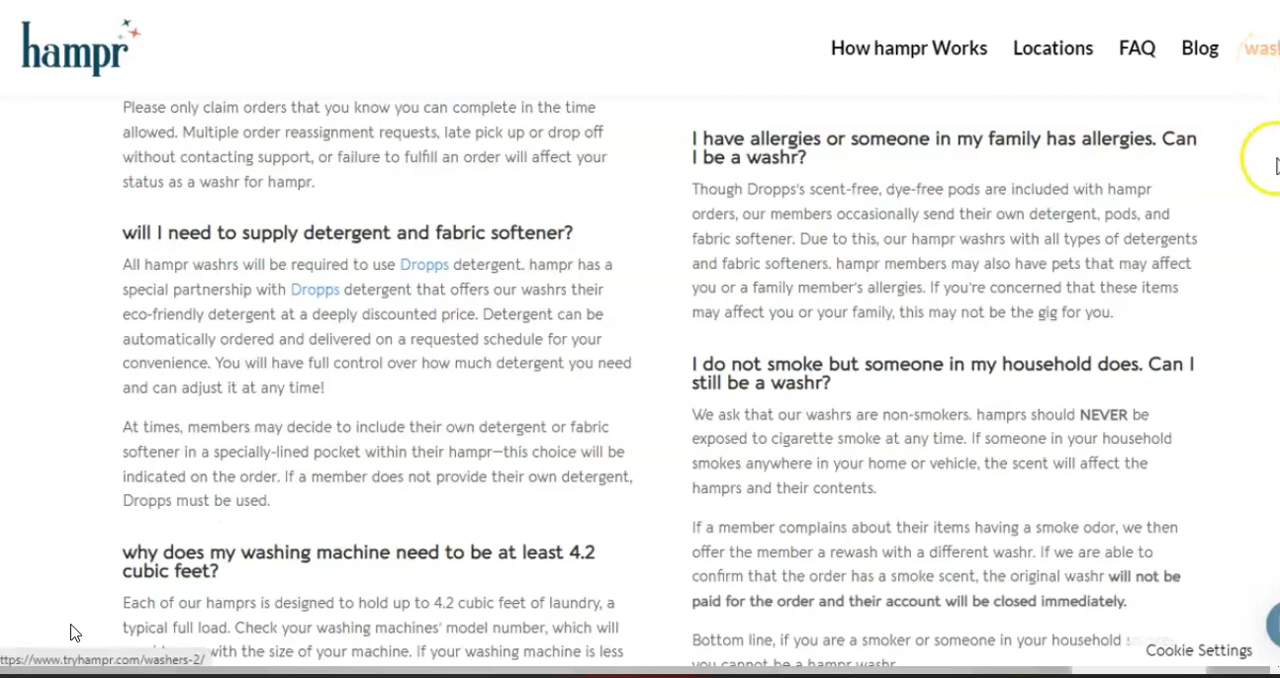 hampr
How hampr Works Locations FAQ Blog wash
Please only claim orders that you know you can complete in the time
allowed. Multiple order reassignment requests, late pick up or drop off
without contacting support, or failure to fulfill an order will affect your
status as a washr for hampr.
will I need to supply detergent and fabric softener?
All hampr washrs will be required to use Dropps detergent. hampr has a
special partnership with Dropps detergent that offers our washrs their
eco-friendly detergent at a deeply discounted price. Detergent can be
automatically ordered and delivered on a requested schedule for your
convenience. You will have full control over how much detergent you need
and can adjust it at any time!
At times, members may decide to include their own detergent or fabric
softener in a specially-lined pocket within their hampr—this choice will be
indicated on the order. If a member does not provide their own detergent,
Dropps must be used.
why does my washing machine need to be at least 4.2
cubic feet?
Each of our hamprs is designed to hold up to 4.2 cubic feet of laundry, a
typical full load. Check your washing machines' model number, which will
with the size of your machine. If your washing machine is less
I have allergies or someone in my family has allergies. Can
I be a washr?
Though Dropps's scent-free, dye-free pods are included with hampr
orders, our members occasionally send their own detergent, pods, and
fabric softener. Due to this, our hampr washrs with all types of detergents
and fabric softeners. hampr members may also have pets that may affect
you or a family member's allergies. If you're concerned that these items
may affect you or your family, this may not be the gig for you.
I do not smoke but someone in my household does. Can I
still be a washr?
We ask that our washrs are non-smokers. hamprs should NEVER be
exposed to cigarette smoke at any time. If someone in your household
smokes anywhere in your home or vehicle, the scent will affect the
hamprs and their contents.
If a member complains about their items having a smoke odor, we then
offer the member a rewash with a different washr. If we are able to
confirm that the order has a smoke scent, the original washr will not be
paid for the order and their account will be closed immediately.
Bottom line, if you are a smoker or someone in your household
you cannot be a hampr washr
Cookie Settings
ttps://www.tryhampr.com/washers-2/